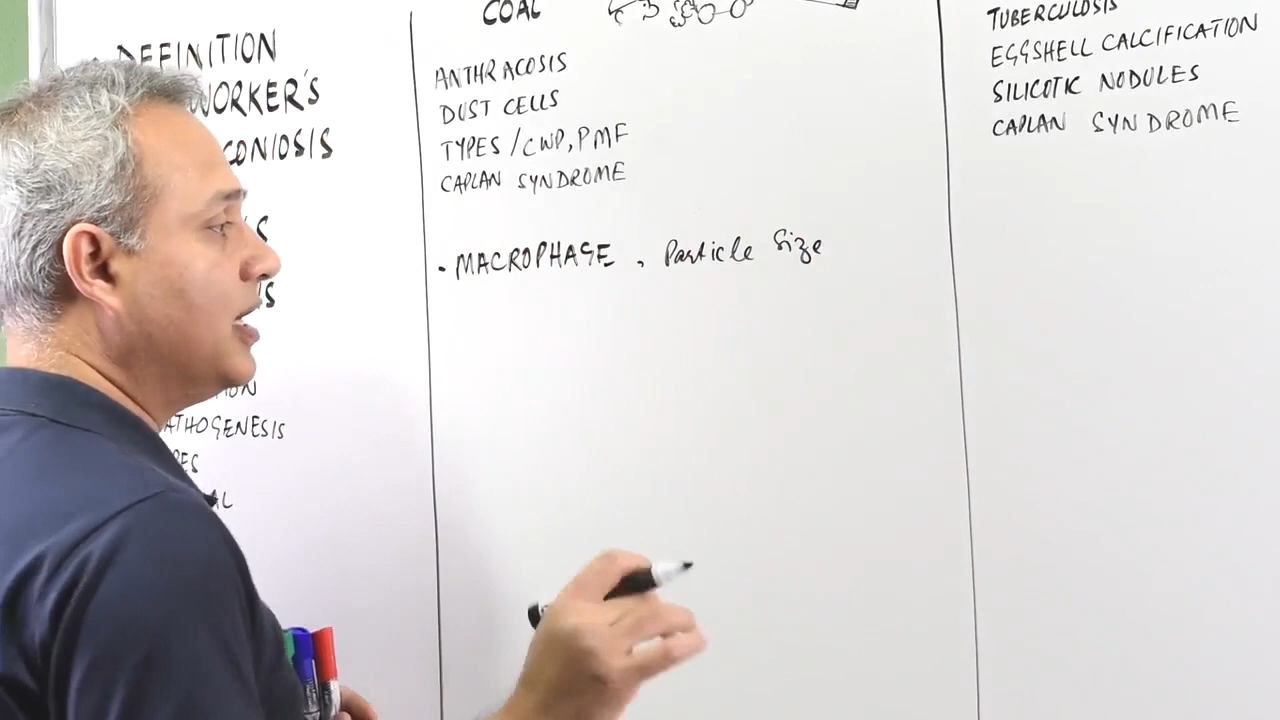 DEFINITION
WORKER'S
CONIOSIS
ATHOGENESIS
COAL
ANTHRACOSIS
DUST CELLS
TYPES / CWP, PMF
CAPLAN SYNDROME
• MACROPHAGE, Particle Size
TUBERCULOSIS
EGGSHELL CALCIFICATION
SILICOTIC NODULES
CAPLAN SYNDROME